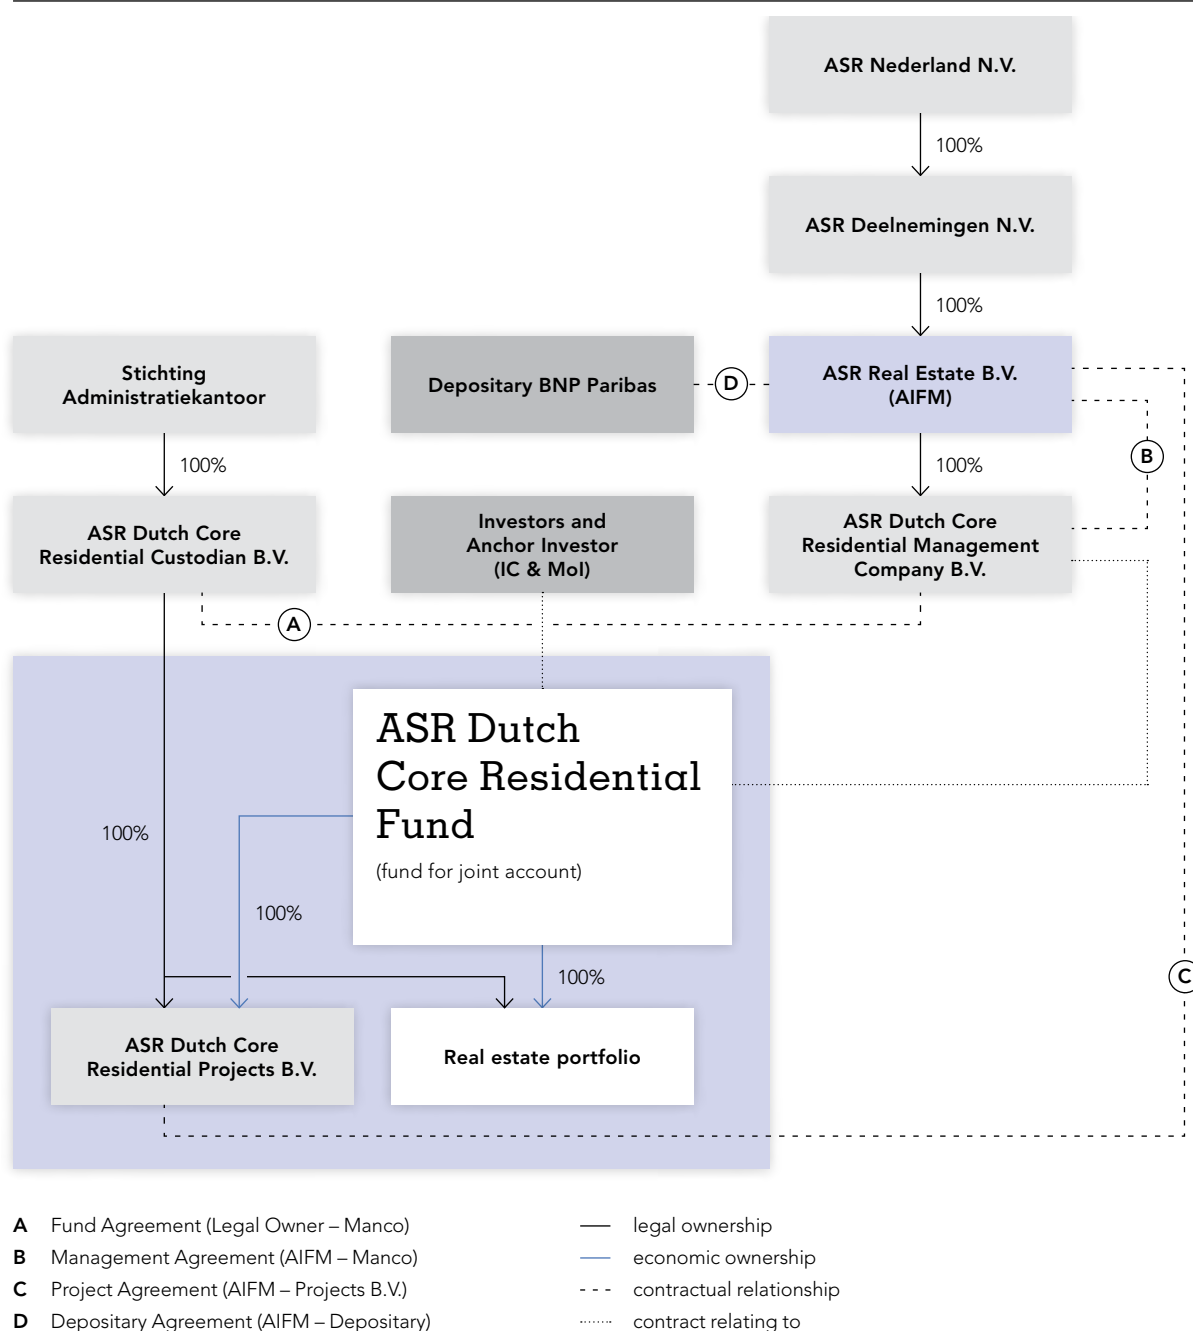 ASR Nederland N.V.
100%
ASR Deelnemingen N.V.
100%
Stichting
Administratiekantoor
Depositary BNP Paribas
D
ASR Real Estate B.V.
(AIFM)
100%
100%
B
ASR Dutch Core
Residential Custodian B.V.
Investors and
Anchor Investor
(IC & MoI)
ASR Dutch Core
Residential Management
Company B.V.
A
ASR Dutch
Core Residential
Fund
(fund for joint account)
100%
100%
100%
C
ASR Dutch Core
Residential Projects B.V.
Real estate portfolio
A Fund Agreement (Legal Owner – Manco)
B Management Agreement (AIFM – Manco)
C Project Agreement (AIFM – Projects B.V.)
D Depositary Agreement (AIFM – Depositary)
legal ownership
economic ownership
contractual relationship
contract relating to